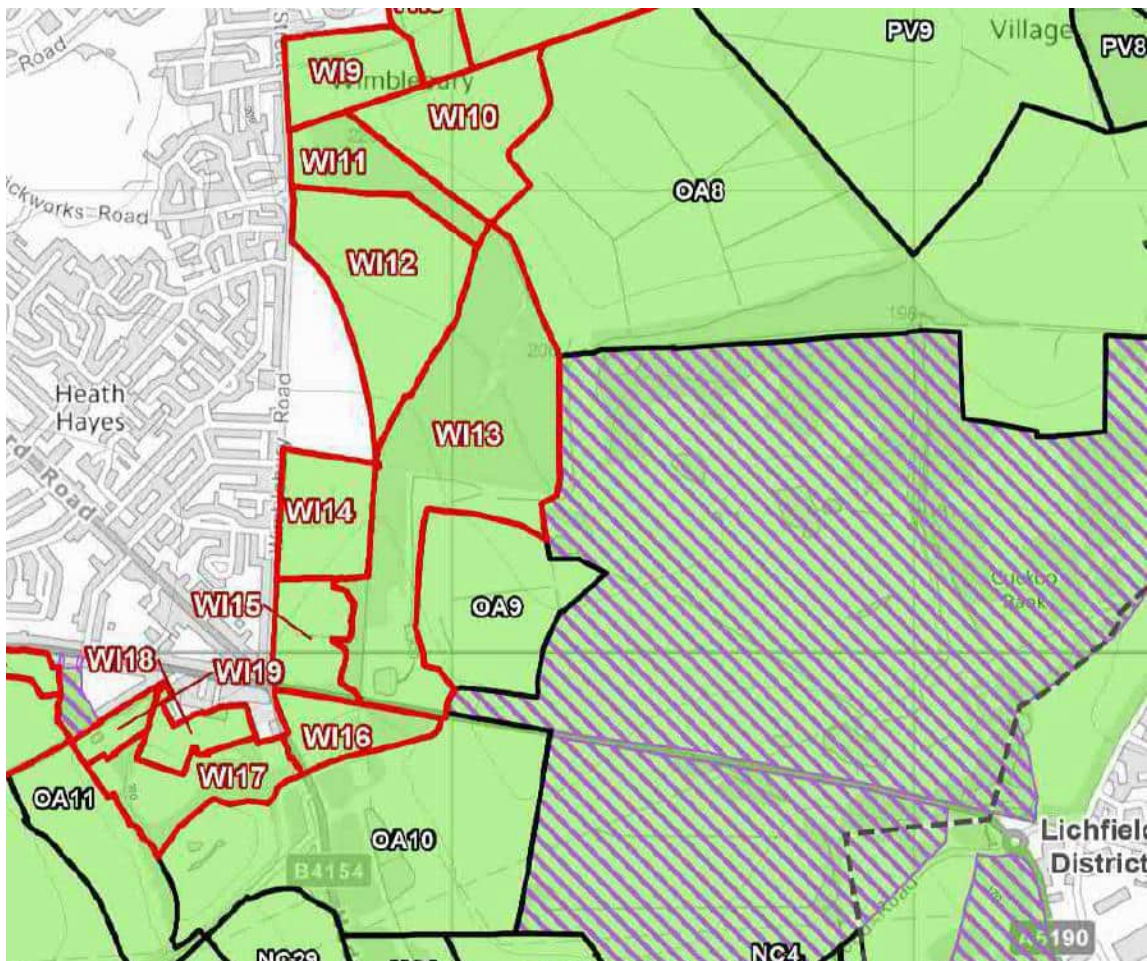 PV9
Village
PV8
Road
WI9
Wimblebury
WI10
WI11
OA8
Road
WI12
198
Heath
Hayes
Road
WI13
WI14
WI15
OA9
Cuckoo
Bank
WI18
WI19
WI16
WI17
OA11
OA10
Lichfield
District
B4154
Road
A5190
NC4